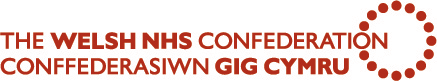 THE WELSH NHS CONFEDERATION
CONFFEDERASIWN GIG CYMRU